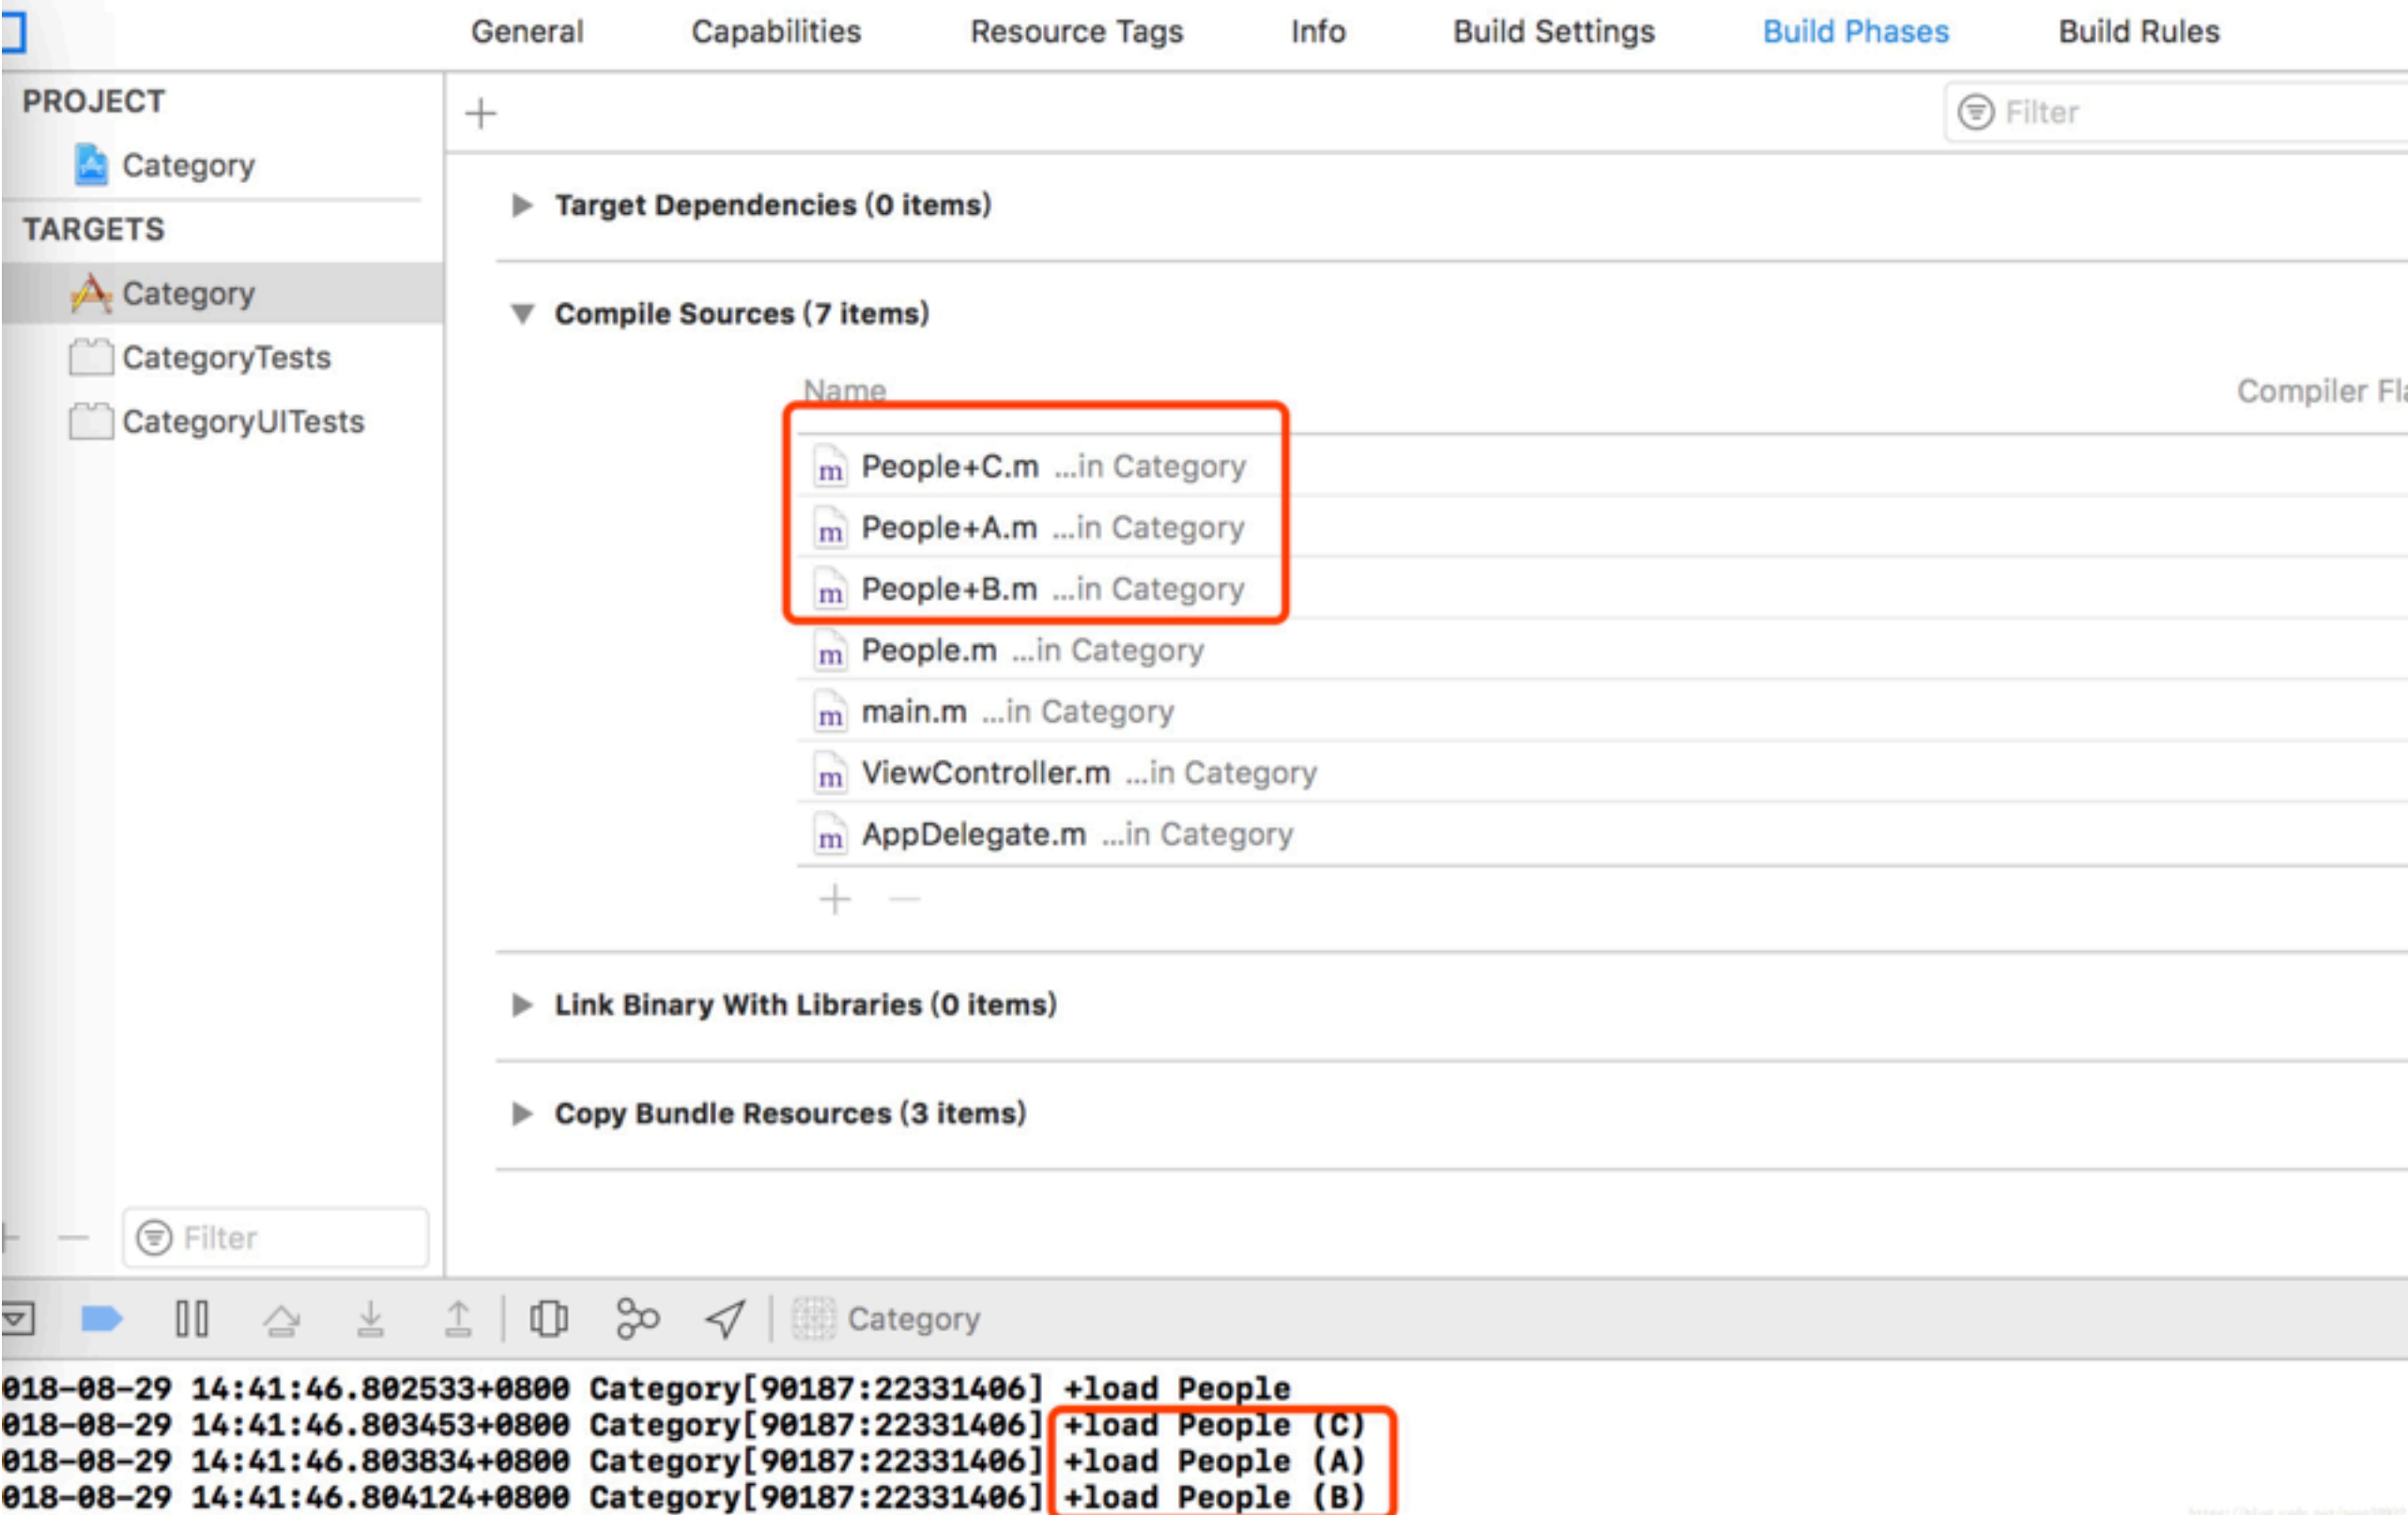 General Capabilities Resource Tags Info Build Settings Build Phases Build Rules
PROJECT
Category
TARGETS
Category
CategoryTests
CategoryUITests
Filter
Filter
Target Dependencies (0 items)
Compile Sources (7 items)
Name Compiler Fla
m People+C.m ...in Category
m People+A.m ...in Category
m People+B.m ...in Category
m People.m ...in Category
m main.m ...in Category
m ViewController.m ...in Category
m AppDelegate.m ...in Category
Link Binary With Libraries (0 items)
Copy Bundle Resources (3 items)
Category
018-08-29 14:41:46.802533+0800 Category[90187:22331406] +load People
018-08-29 14:41:46.803453+0800 Category[90187:22331406] +load People (C)
018-08-29 14:41:46.803834+0800 Category[90187:22331406] +load People (A)
018-08-29 14:41:46.804124+0800 Category[90187:22331406] +load People (B)